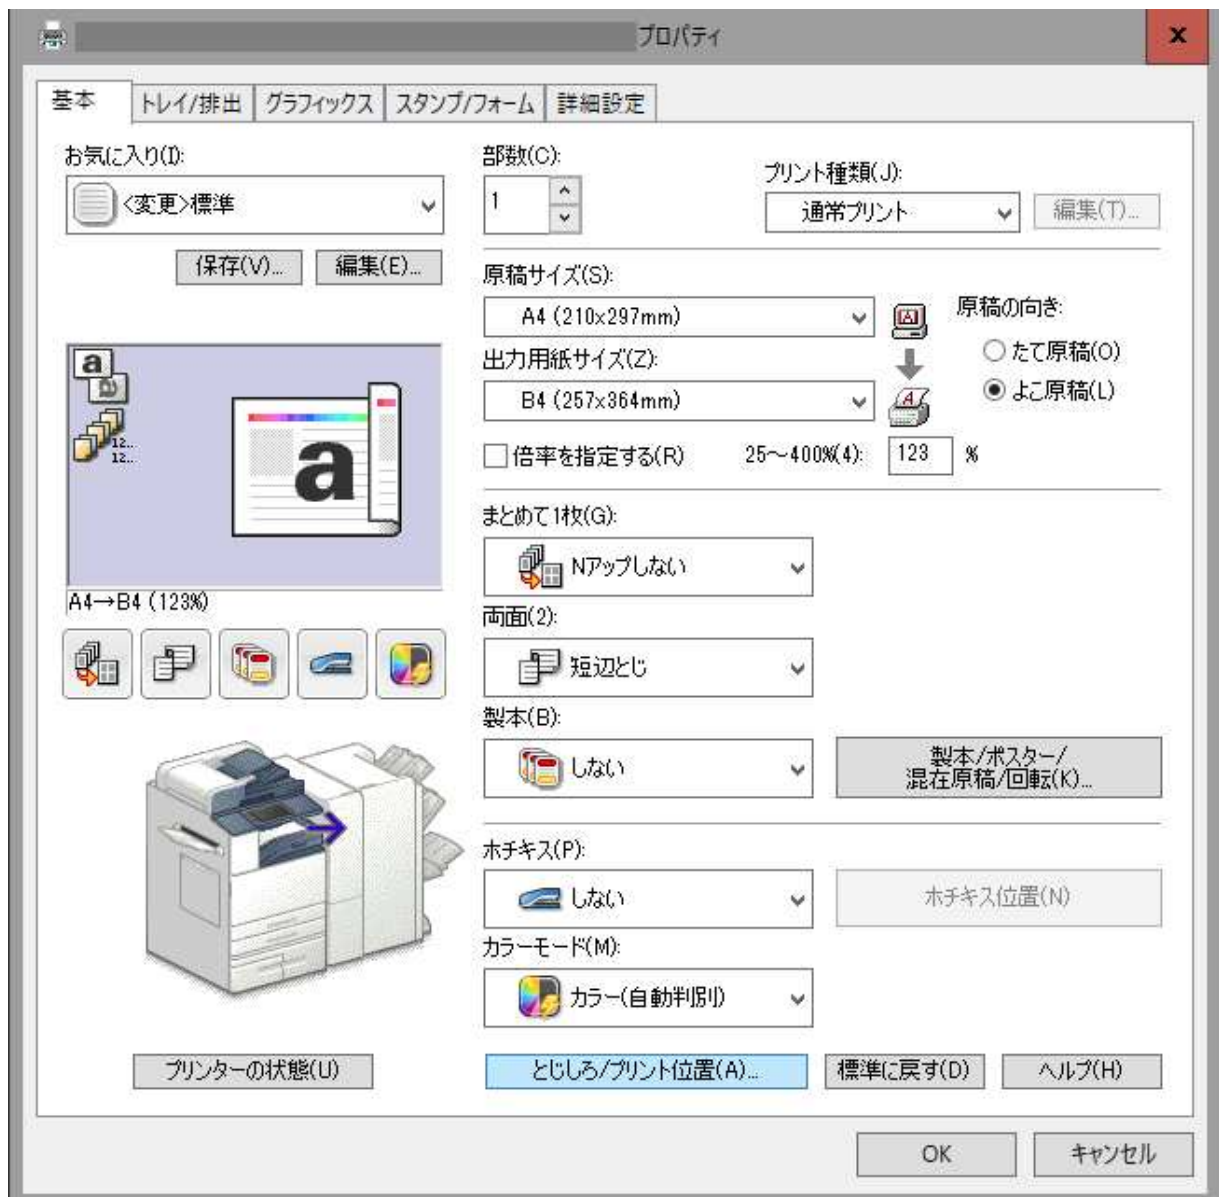 プロパティ
x
基本
トレイ/排出
グラフィックス
スタンプ/フォーム
詳細設定
お気に入り(I):
<変更>標準
保存(V)...
編集(E)...
部数(C):
1
プリント種類(J):
通常プリント
編集(T)...
原稿サイズ(S):
A4 (210x297mm)
出力用紙サイズ(Z):
B4 (257x364mm)
原稿の向き:
たて原稿(O)
よこ原稿(L)
倍率を指定する(R)
25～400%(4):
123
%
a
12...
12...
a
A4→B4 (123%)
まとめて1枚(G):
Nアップしない
両面(2):
短辺とじ
製本(B):
しない
製本/ポスター/
混在原稿/回転(K)...
ホチキス(P):
しない
ホチキス位置(N)
カラーモード(M):
カラー(自動判別)
プリンターの状態(U)
とじしろ/プリント位置(A)...
標準に戻す(D)
ヘルプ(H)
OK
キャンセル